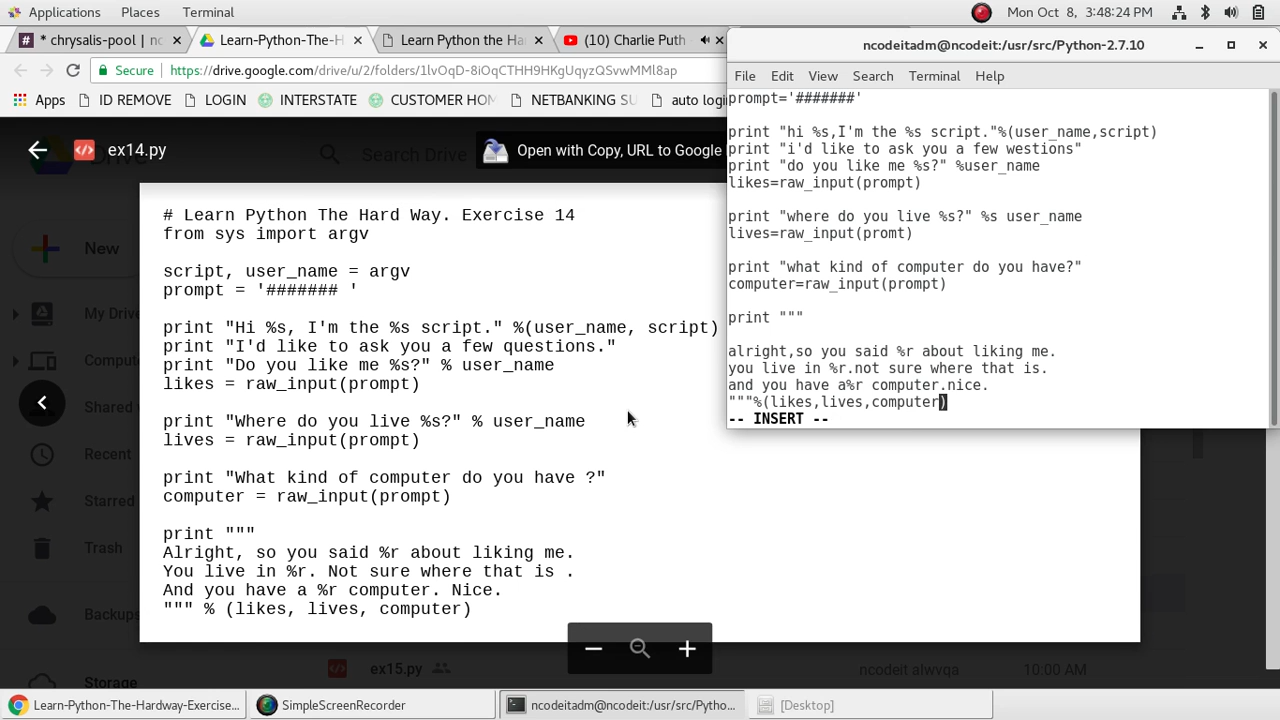 Applications Places Terminal Mon Oct 8, 3:48:24 PM
* chrysalis-pool | nc Learn-Python-The-H Learn Python the Ha (10) Charlie Puth -
Secure https://drive.google.com/drive/u/2/folders/1lvOqD-8iOqCTHH9HKgUqyzQSvwMMl8ap
Apps ID REMOVE LOGIN INTERSTATE CUSTOMER HOM NETBANKING SU auto login
ex14.py
Search Drive
Open with Copy, URL to Google
New
My Drive
Compute
Shared
Recent
Starred
Trash
Backups
Storage
# Learn Python The Hard Way. Exercise 14
from sys import argv
script, user_name = argv
prompt = '####### '
print "Hi %s, I'm the %s script." %(user_name, script)
print "I'd like to ask you a few questions."
print "Do you like me %s?" % user_name
likes = raw_input(prompt)
print "Where do you live %s?" % user_name
lives = raw_input(prompt)
print "What kind of computer do you have ?"
computer = raw_input(prompt)
print """
Alright, so you said %r about liking me.
You live in %r. Not sure where that is .
And you have a %r computer. Nice.
""" % (likes, lives, computer)
ex15.py ncodeit alwvqa 10:00 AM
ncodeitadm@ncodeit:/usr/src/Python-2.7.10
File Edit View Search Terminal Help
prompt='#######'
print "hi %s,I'm the %s script."%(user_name,script)
print "i'd like to ask you a few westions"
print "do you like me %s?" %user_name
likes=raw_input(prompt)
print "where do you live %s?" %s user_name
lives=raw_input(promt)
print "what kind of computer do you have?"
computer=raw_input(prompt)
print """
alright,so you said %r about liking me.
you live in %r.not sure where that is.
and you have a%r computer.nice.
"""%(likes,lives,computer)
-- INSERT --
Learn-Python-The-Hardway-Exercise... SimpleScreenRecorder ncodeitadm@ncodeit:/usr/src/Pytho... [Desktop]